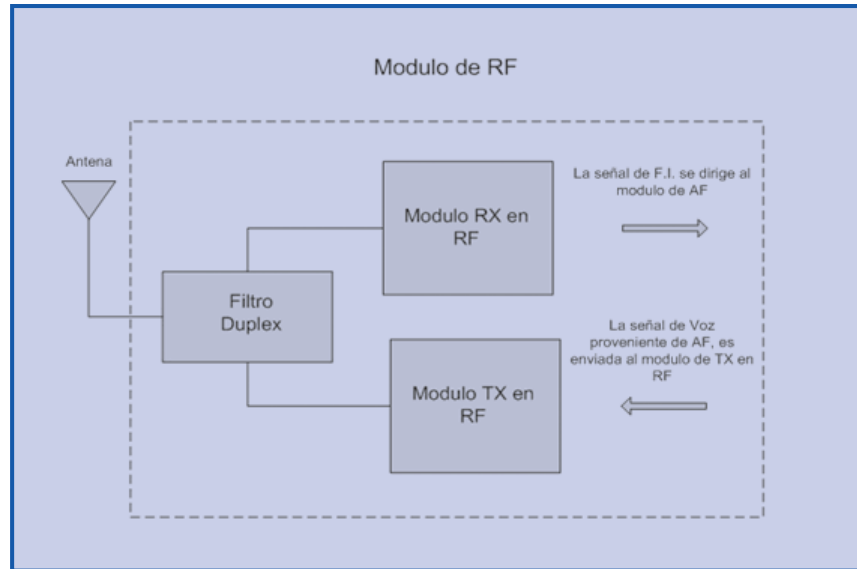 Modulo de RF
Antena
Modulo RX en
RF
La señal de F.I. se dirige al
modulo de AF
Filtro
Duplex
La señal de Voz
proveniente de AF, es
enviada al modulo de TX en
RF
Modulo TX en
RF